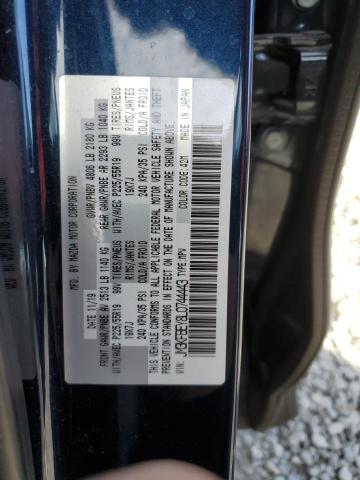 MFD BY MAZDA MOTOR CORPORATION
DATE 11/19 GVWR/PNBV 4806 LB 2180 KG
FRONT GAWR/PNBE AV 2513 LB 1140 KG REAR GAWR/PNBE AR 2293 LB 1040 KG
WITH/AVEC P225/55R19 99V TIRES/PNEUS WITH/AVEC P225/55R19 99V TIRES/PNEUS
19X7J RIMS/JANTES 19X7J RIMS/JANTES
240 KPA/35 PSI COLD/A FROID 240 KPA/35 PSI COLD/A FROID
THIS VEHICLE CONFORMS TO ALL APPLICABLE FEDERAL MOTOR VEHICLE SAFETY
STANDARDS IN EFFECT ON THE DATE OF MANUFACTURE SHOWN ABOVE.
MADE IN JAPAN
VIN: JM3KFBEY8L0744443 TYPE:MPV COLOR CODE:42M